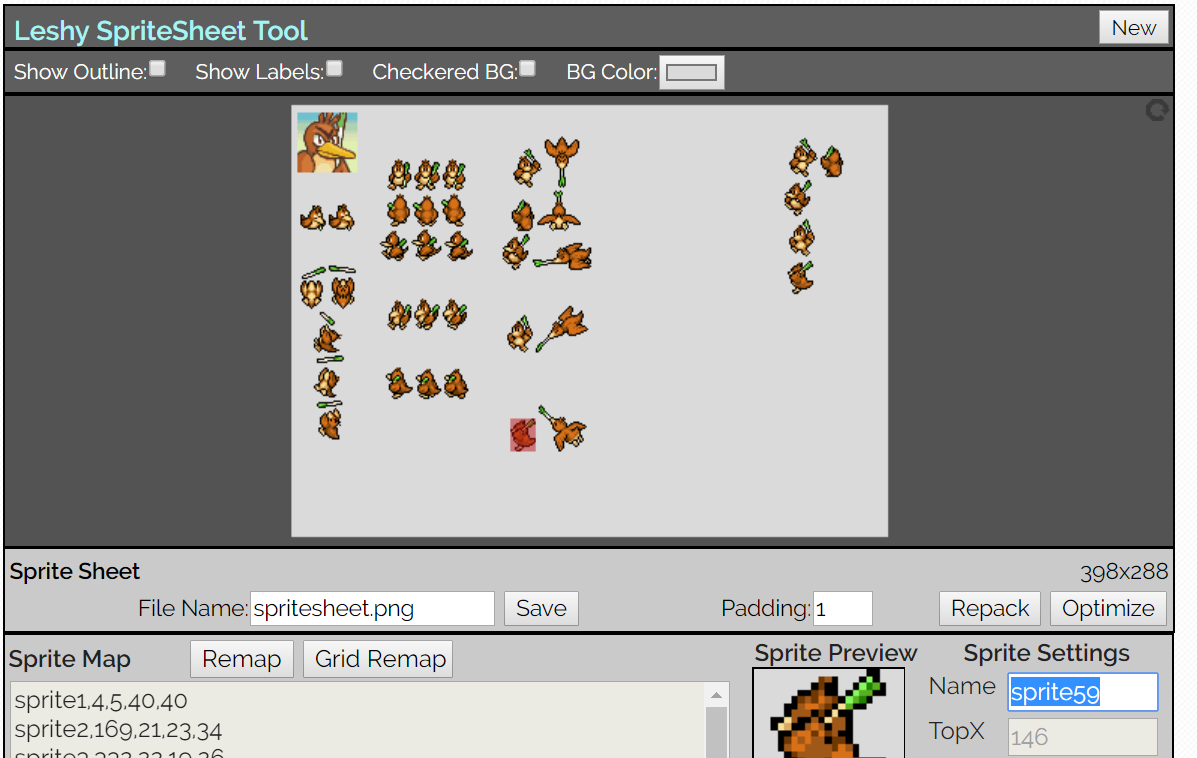 Leshy SpriteSheet Tool
New
Show Outline: Show Labels: Checkered BG: BG Color:
Sprite Sheet
398x288
File Name: spritesheet.png Save Padding: 1 Repack Optimize
Sprite Map Remap Grid Remap
Sprite Preview Sprite Settings
sprite1,4,5,40,40
sprite2,169,21,23,34
Name sprite59
TopX 146